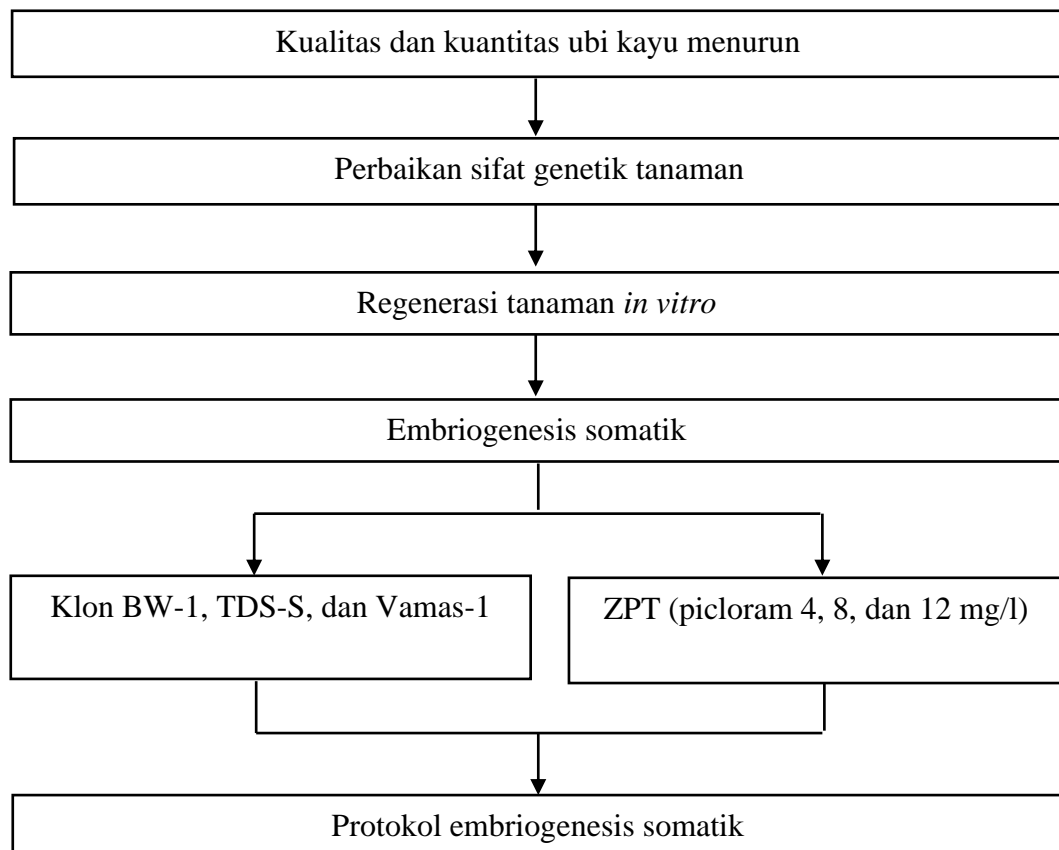 Kualitas dan kuantitas ubi kayu menurun
Perbaikan sifat genetik tanaman
Regenerasi tanaman in vitro
Embriogenesis somatik
Klon BW-1, TDS-S, dan Vamas-1
ZPT (picloram 4, 8, dan 12 mg/l)
Protokol embriogenesis somatik